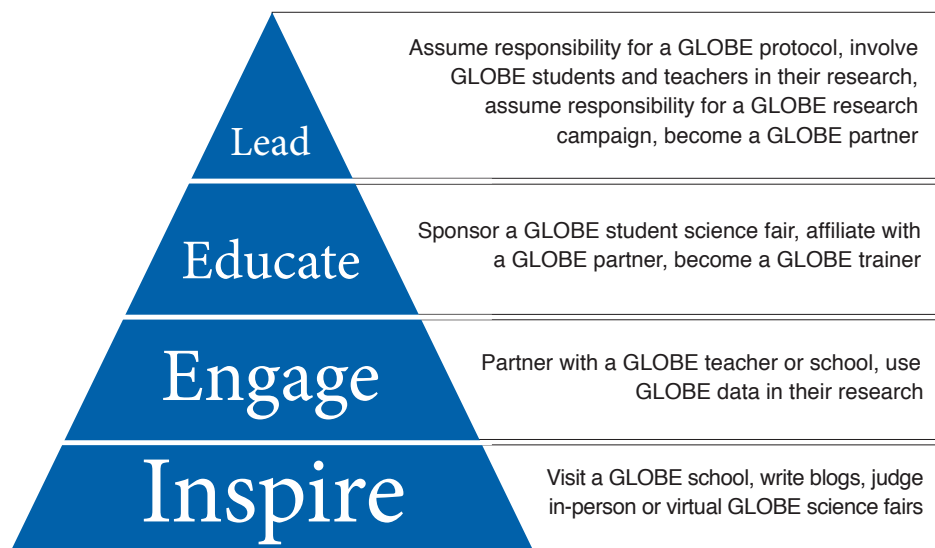 Assume responsibility for a GLOBE protocol, involve
GLOBE students and teachers in their research,
assume responsibility for a GLOBE research
campaign, become a GLOBE partner
Lead
Sponsor a GLOBE student science fair, affiliate with
a GLOBE partner, become a GLOBE trainer
Educate
Partner with a GLOBE teacher or school, use
GLOBE data in their research
Engage
Visit a GLOBE school, write blogs, judge
in-person or virtual GLOBE science fairs
Inspire